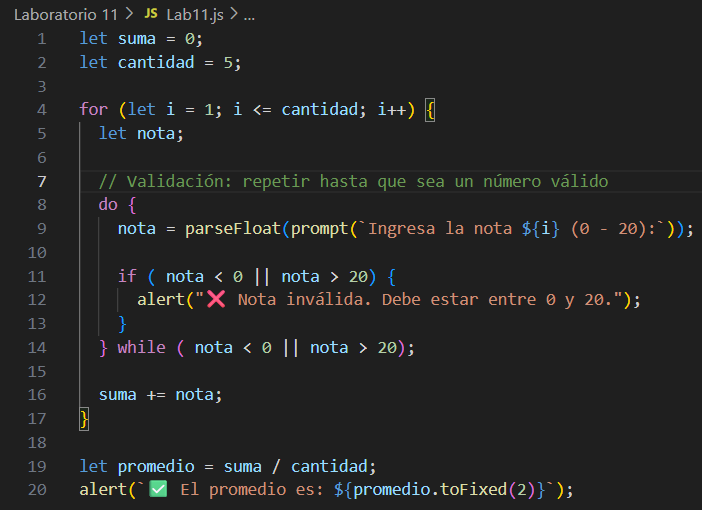 Laboratorio 11 > JS Lab11.js > ...
1 let suma = 0;
2 let cantidad = 5;
3
4 for (let i = 1; i <= cantidad; i++) {
5   let nota;
6
7   // Validación: repetir hasta que sea un número válido
8   do {
9     nota = parseFloat(prompt(`Ingresa la nota ${i} (0 - 20):`));
10
11     if ( nota < 0 || nota > 20) {
12       alert("❌ Nota inválida. Debe estar entre 0 y 20.");
13     }
14   } while ( nota < 0 || nota > 20);
15
16   suma += nota;
17 }
18
19 let promedio = suma / cantidad;
20 alert(`✅ El promedio es: ${promedio.toFixed(2)}`);